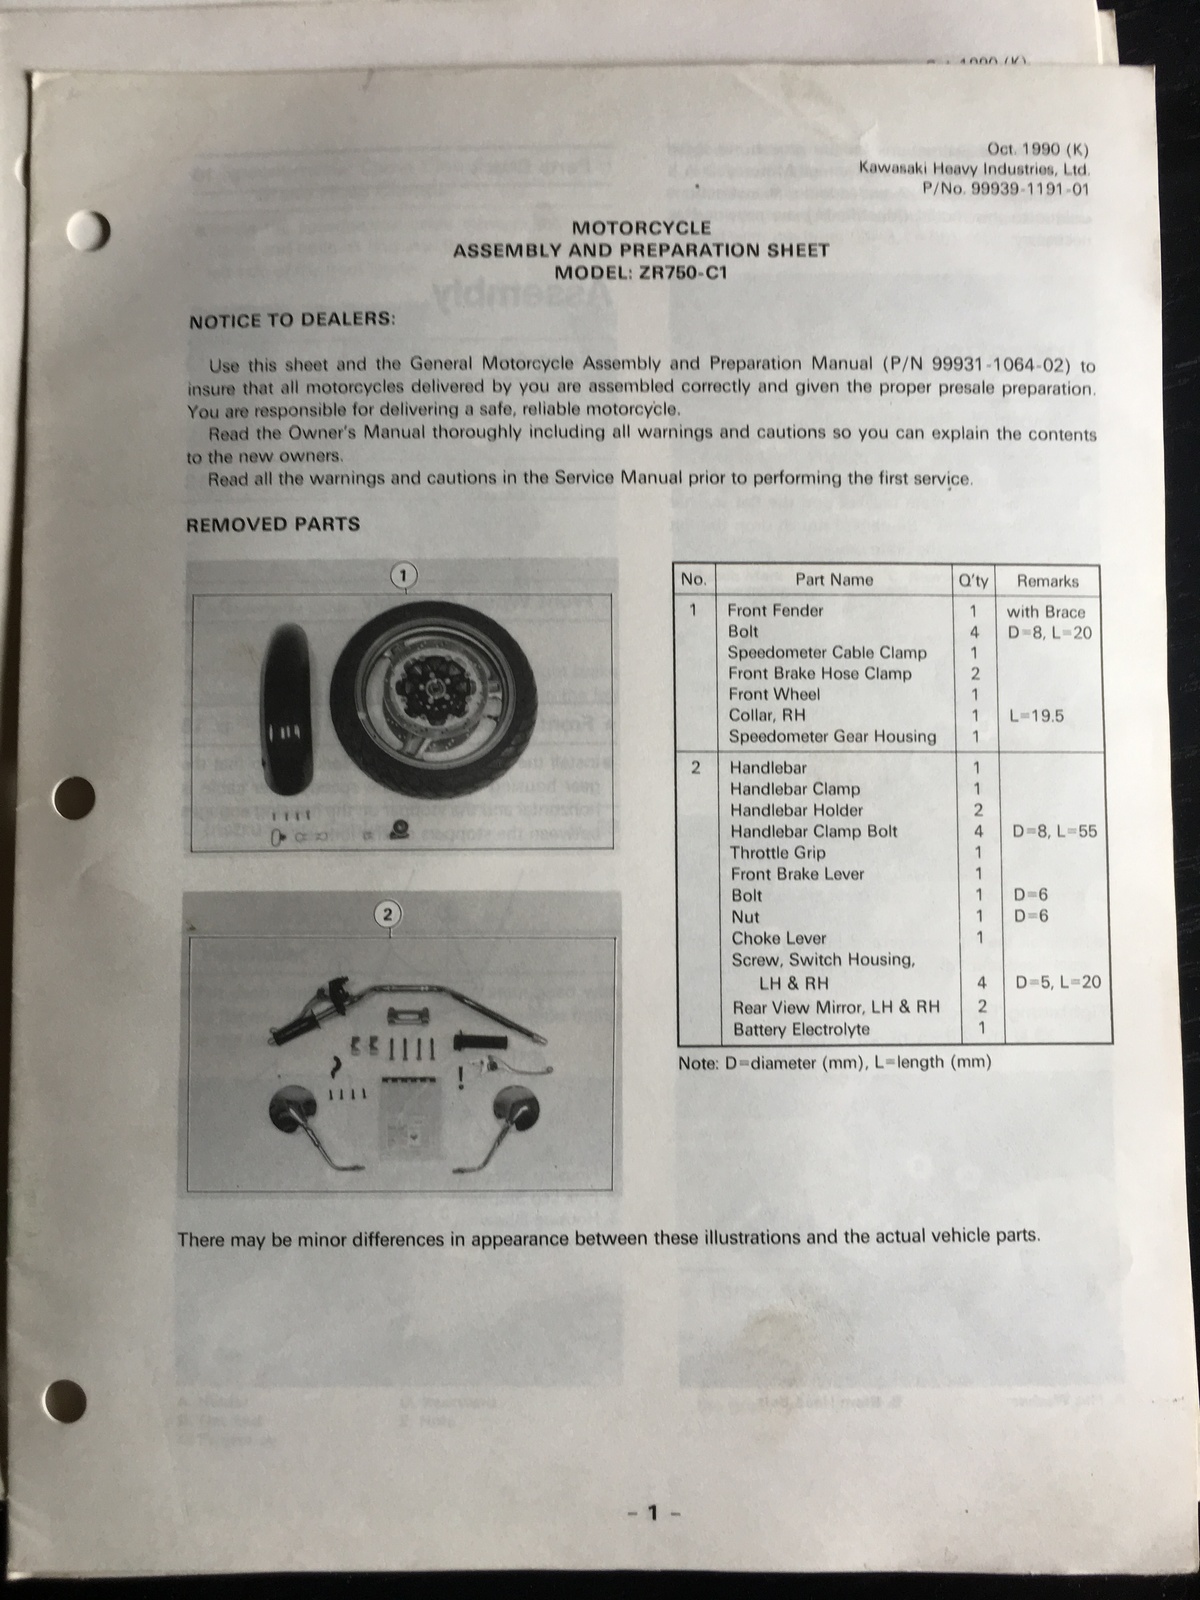 Oct. 1990 (K)
Kawasaki Heavy Industries, Ltd.
P/No. 99939-1191-01
MOTORCYCLE
ASSEMBLY AND PREPARATION SHEET
MODEL: ZR750-C1
NOTICE TO DEALERS:
Use this sheet and the General Motorcycle Assembly and Preparation Manual (P/N 99931-1064-02) to
insure that all motorcycles delivered by you are assembled correctly and given the proper presale preparation.
You are responsible for delivering a safe, reliable motorcycle.
Read the Owner's Manual thoroughly including all warnings and cautions so you can explain the contents
to the new owners.
Read all the warnings and cautions in the Service Manual prior to performing the first service.
REMOVED PARTS
1
2
No. Part Name Q'ty Remarks
1 Front Fender 1 with Brace
Bolt 4 D=8, L=20
Speedometer Cable Clamp 1
Front Brake Hose Clamp 2
Front Wheel 1
Collar, RH 1 L=19.5
Speedometer Gear Housing 1
2 Handlebar 1
Handlebar Clamp 1
Handlebar Holder 2
Handlebar Clamp Bolt 4 D=8, L=55
Throttle Grip 1
Front Brake Lever 1
Bolt 1 D=6
Nut 1 D=6
Choke Lever 1
Screw, Switch Housing,
LH & RH 4 D=5, L=20
Rear View Mirror, LH & RH 2
Battery Electrolyte 1
Note: D=diameter (mm), L=length (mm)
There may be minor differences in appearance between these illustrations and the actual vehicle parts.
- 1 -